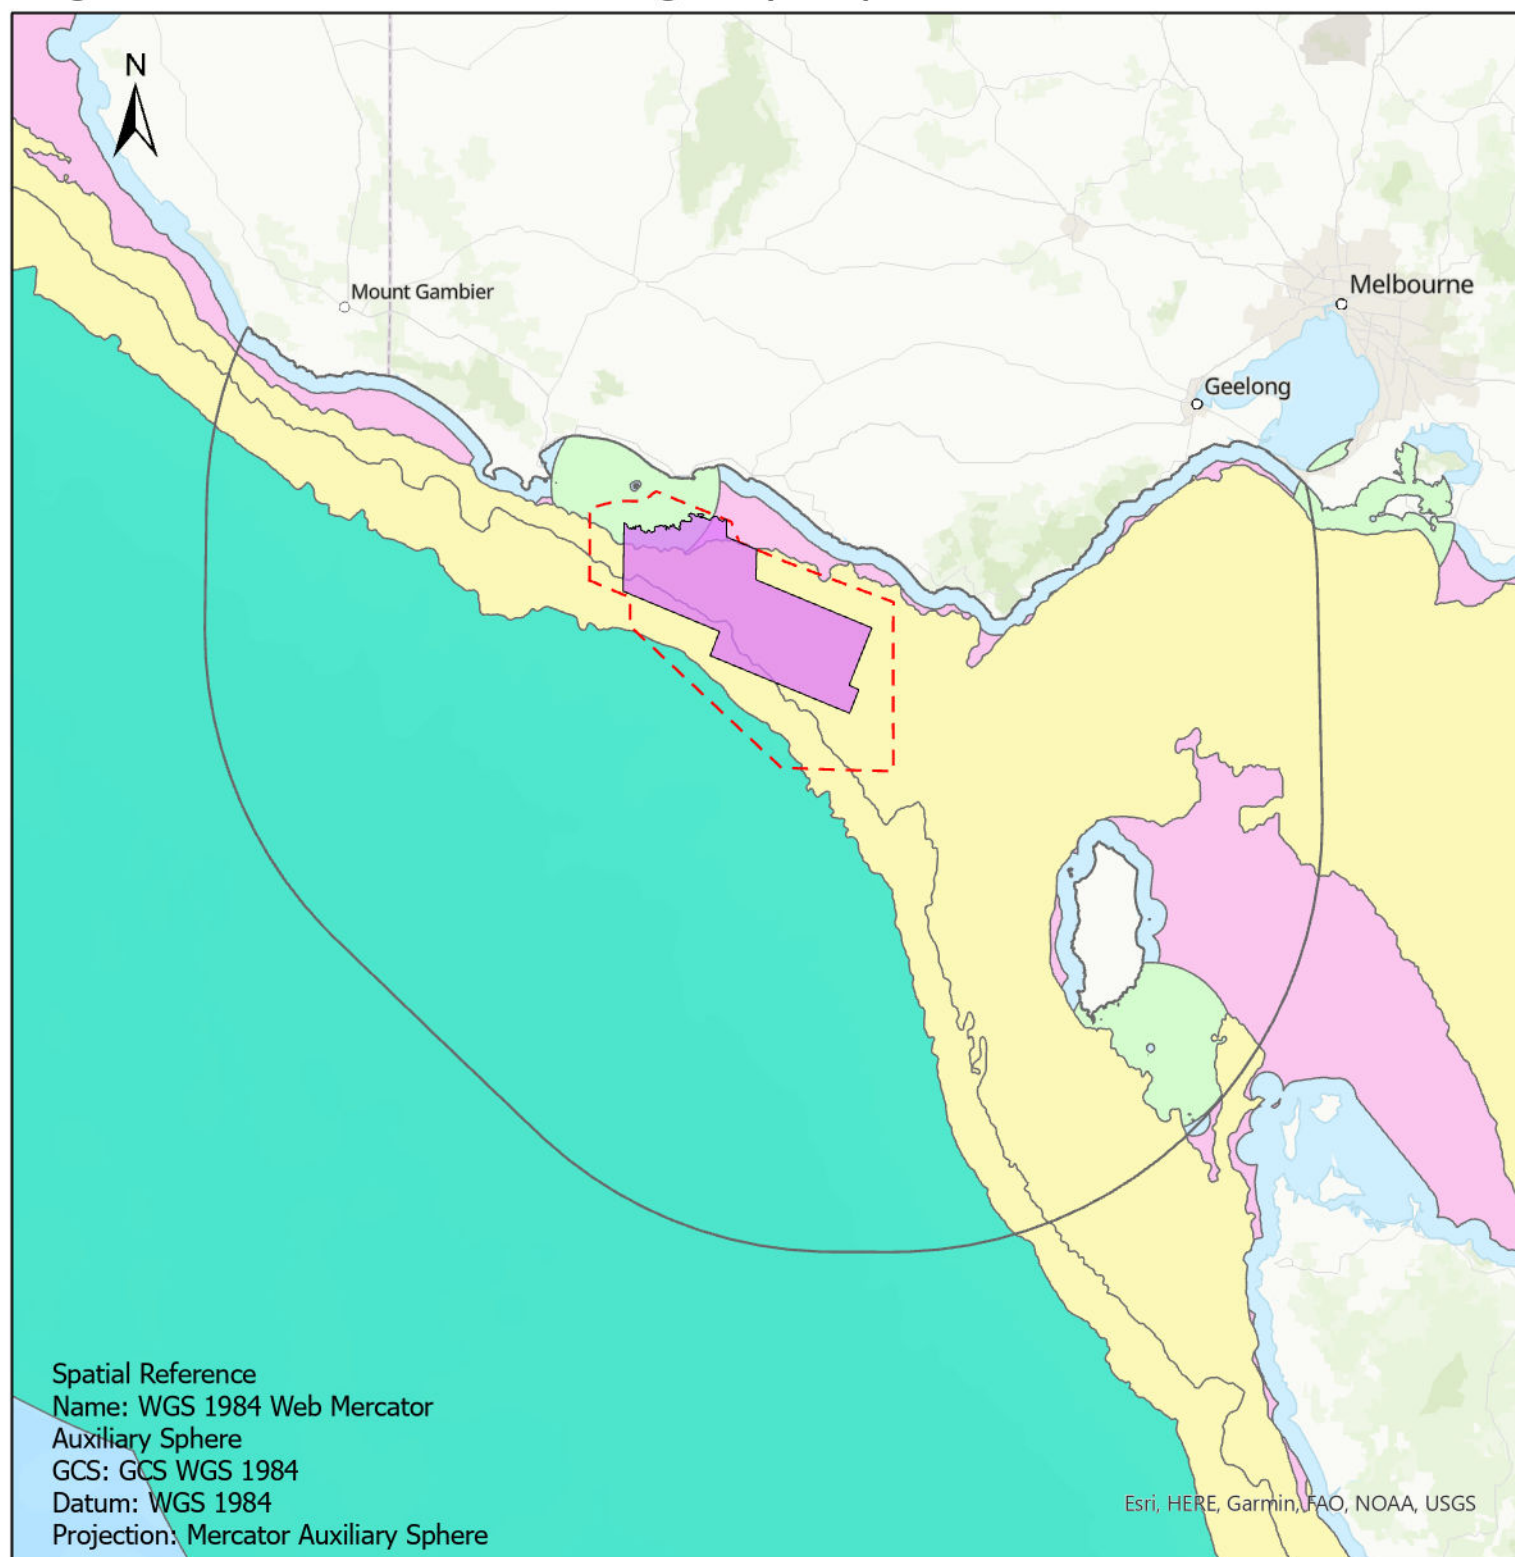 N
Mount Gambier
Melbourne
Geelong
Spatial Reference
Name: WGS 1984 Web Mercator
Auxiliary Sphere
GCS: GCS WGS 1984
Datum: WGS 1984
Projection: Mercator Auxiliary Sphere
Esri, HERE, Garmin, FAO, NOAA, USGS